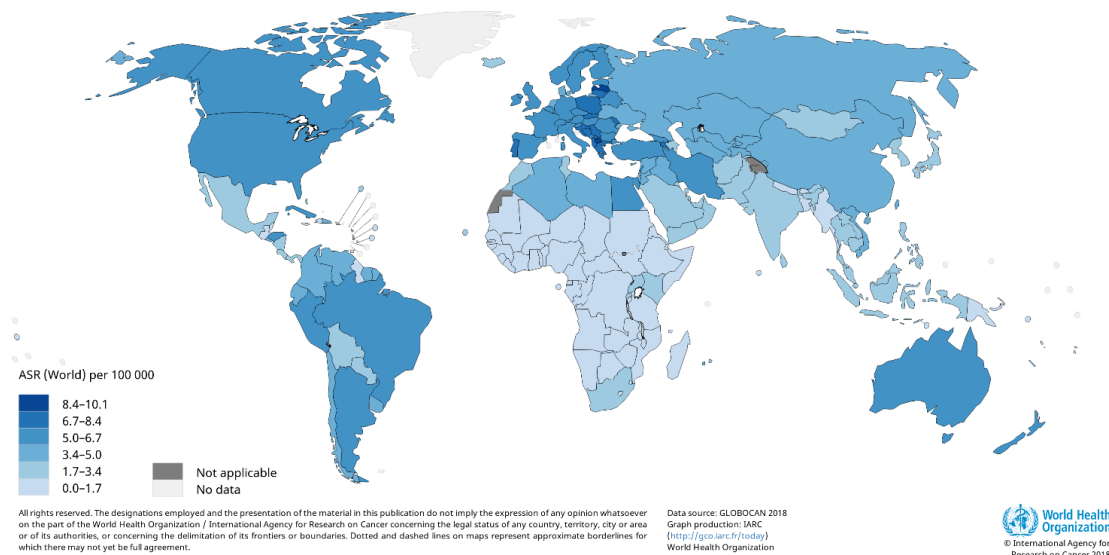 ASR (World) per 100 000
8.4–10.1
6.7–8.4
5.0–6.7
3.4–5.0
1.7–3.4
0.0–1.7
Not applicable
No data
All rights reserved. The designations employed and the presentation of the material in this publication do not imply the expression of any opinion whatsoever
on the part of the World Health Organization / International Agency for Research on Cancer concerning the legal status of any country, territory, city or area
or of its authorities, or concerning the delimitation of its frontiers or boundaries. Dotted and dashed lines on maps represent approximate borderlines for
which there may not yet be full agreement.
Data source: GLOBOCAN 2018
Graph production: IARC
(http://gco.iarc.fr/today)
World Health Organization
World Health
Organization
© International Agency for
Research on Cancer 2018